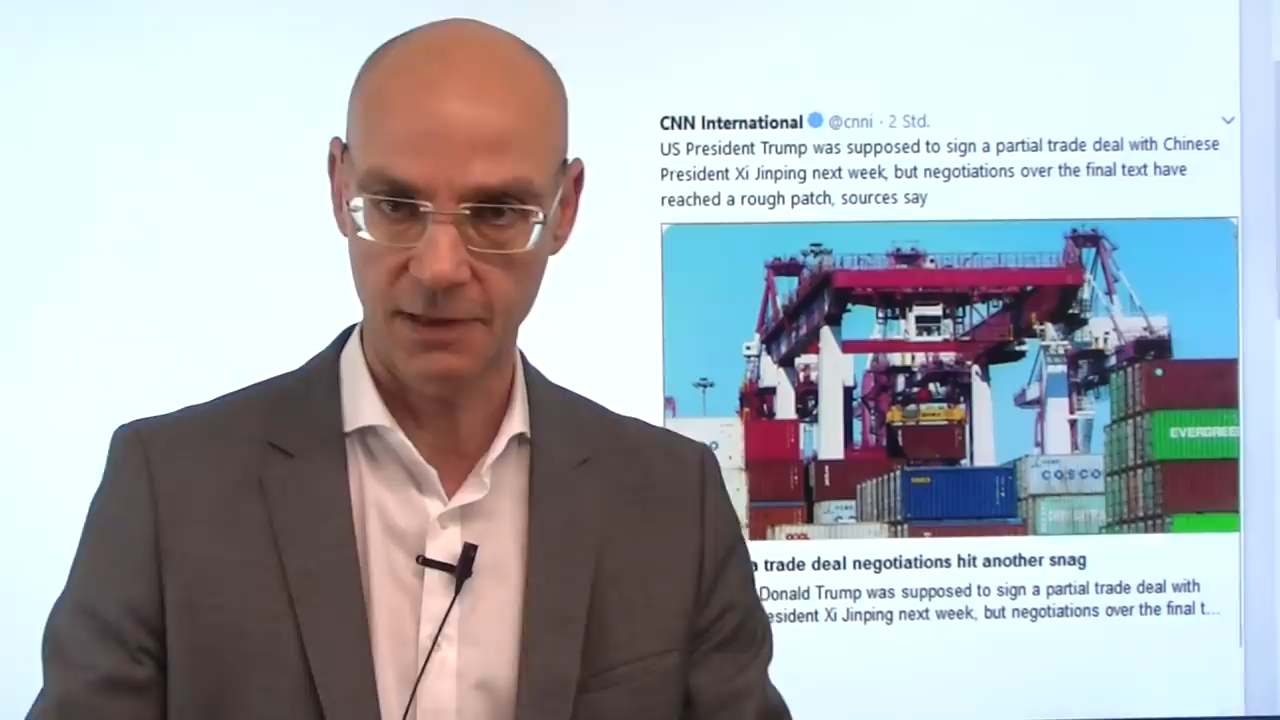 CNN International @cnni · 2 Std.
US President Trump was supposed to sign a partial trade deal with Chinese
President Xi Jinping next week, but negotiations over the final text have
reached a rough patch, sources say
EVERGREE
COSCO
trade deal negotiations hit another snag
Donald Trump was supposed to sign a partial trade deal with
esident Xi Jinping next week, but negotiations over the final t...